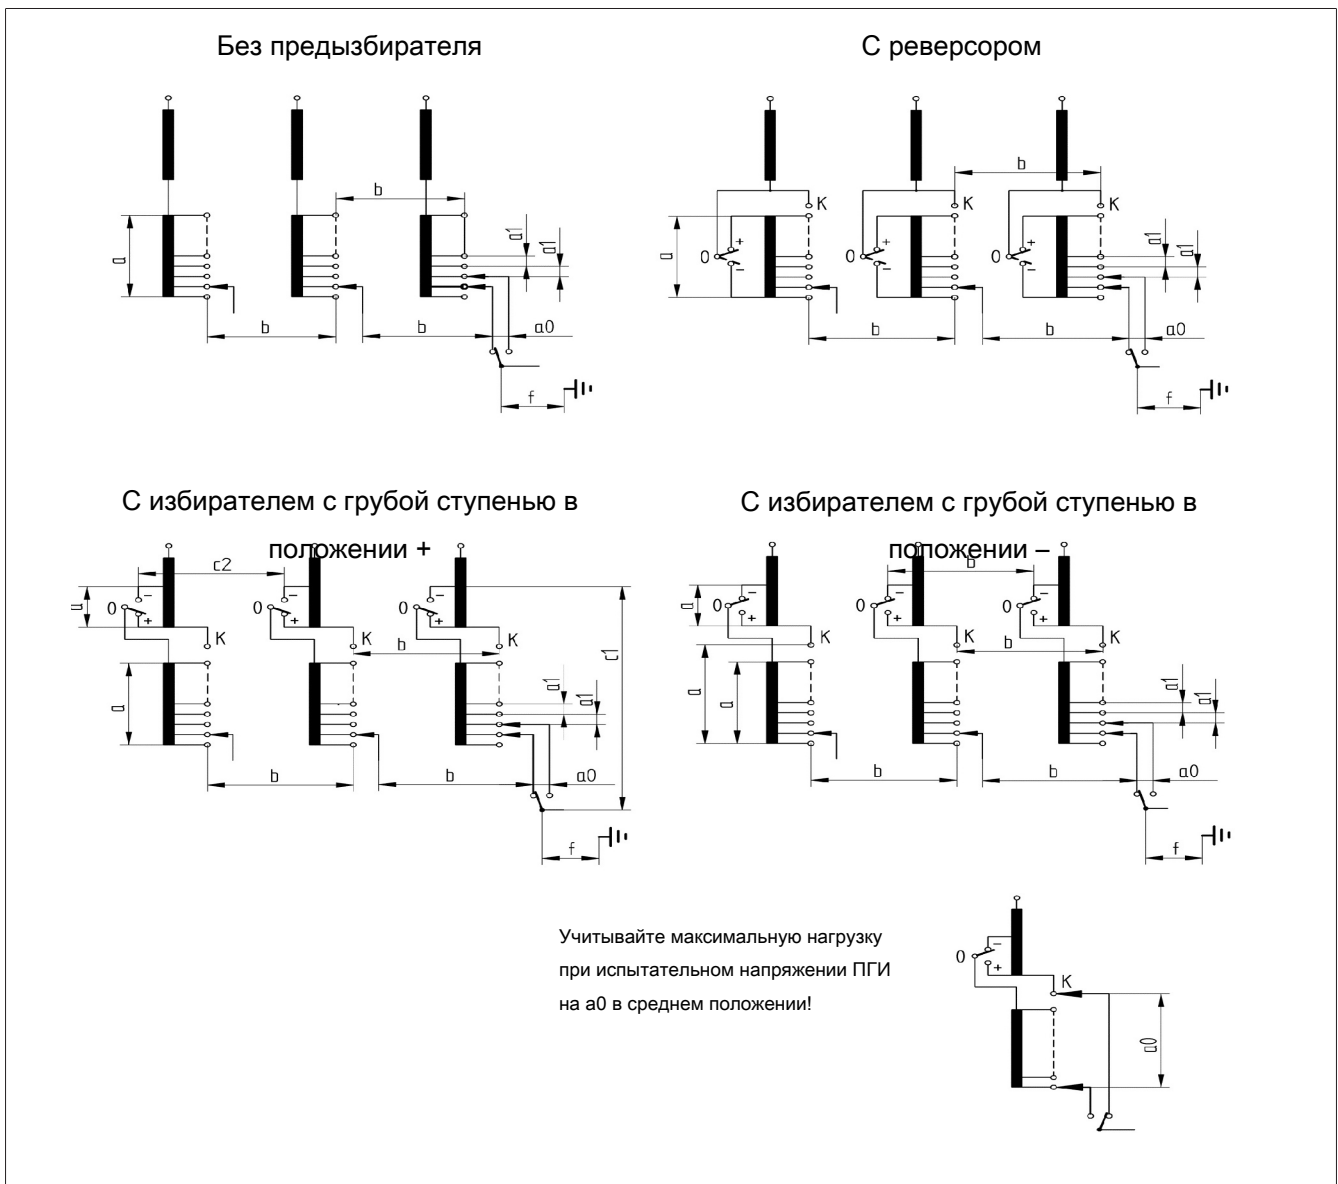 Без предызбирателя
С реверсором
b
a
a1
a1
b
b
a0
f
b
K
K
K
a
0
+
−
0
+
−
0
+
−
a1
a1
b
b
a0
f
С избирателем с грубой ступенью в
положении +
c2
a
0
−
+
K
0
−
+
K
0
−
+
K
b
c1
a
a1
a1
b
b
a0
f
С избирателем с грубой ступенью в
положении –
b
a
0
−
+
K
0
−
+
K
0
−
+
K
b
a
a
a1
a1
b
b
a0
f
Учитывайте максимальную нагрузку
при испытательном напряжении ПГИ
на a0 в среднем положении!
0
−
+
K
a0